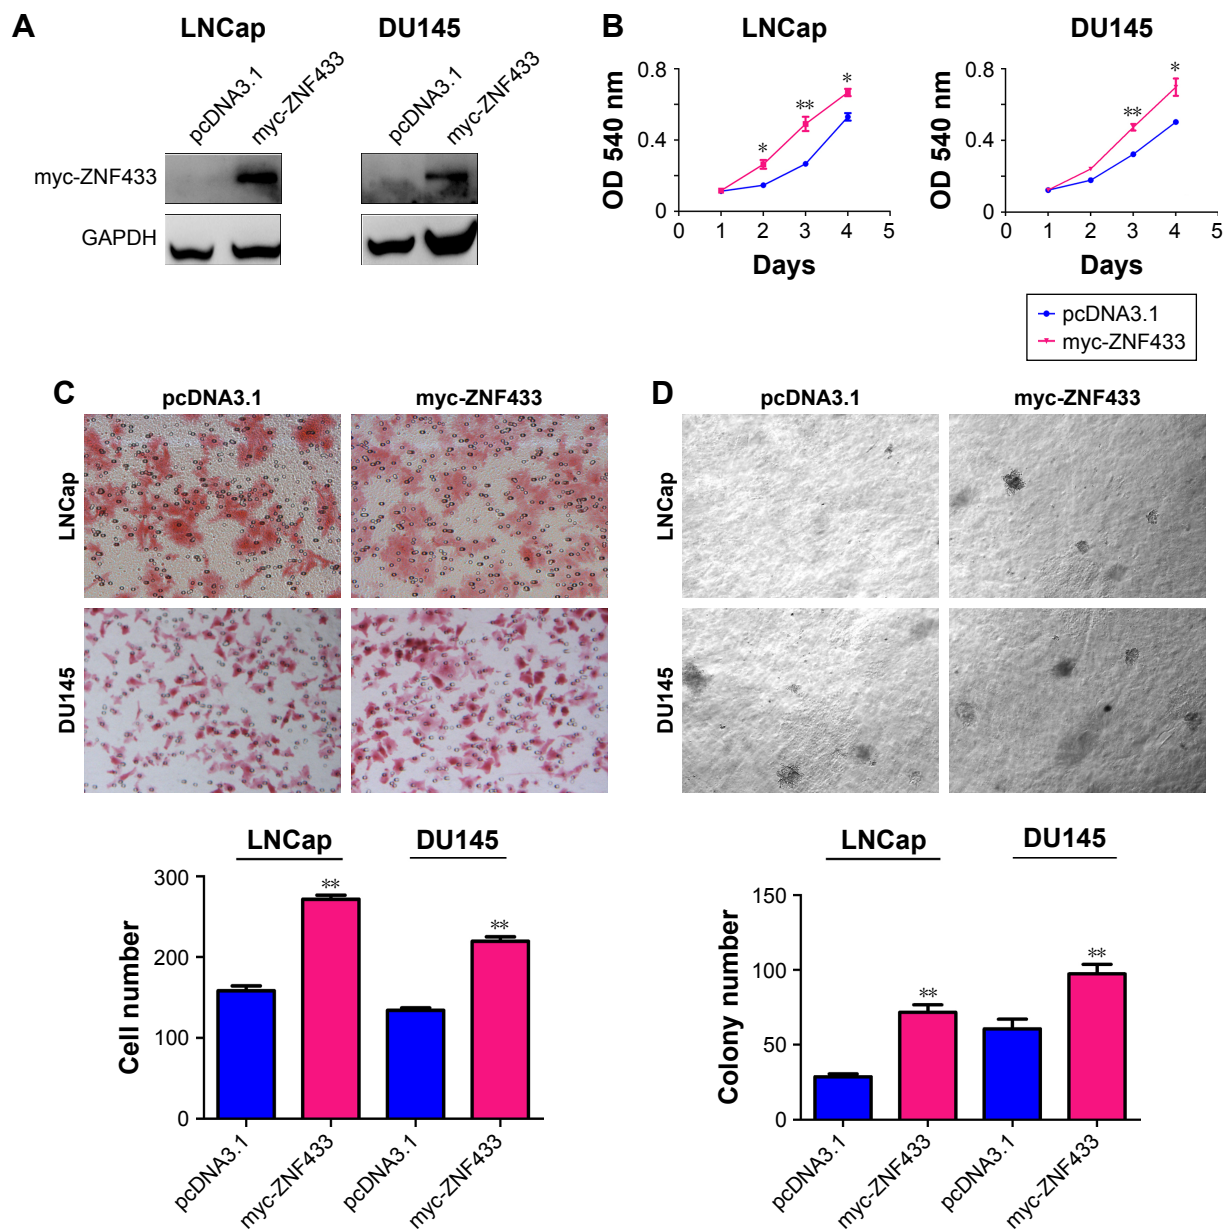 A
LNCap
DU145
pcDNA3.1
myc-ZNF433
pcDNA3.1
myc-ZNF433
myc-ZNF433
GAPDH
B
LNCap
DU145
OD 540 nm
0.8
0.4
0
0 1 2 3 4 5
Days
*
**
*
OD 540 nm
0.8
0.4
0
0 1 2 3 4 5
Days
**
*
pcDNA3.1
myc-ZNF433
C
pcDNA3.1
myc-ZNF433
LNCap
DU145
LNCap
DU145
Cell number
300
200
100
0
**
**
pcDNA3.1
myc-ZNF433
pcDNA3.1
myc-ZNF433
D
pcDNA3.1
myc-ZNF433
LNCap
DU145
LNCap
DU145
Colony number
150
100
50
0
**
**
pcDNA3.1
myc-ZNF433
pcDNA3.1
myc-ZNF433